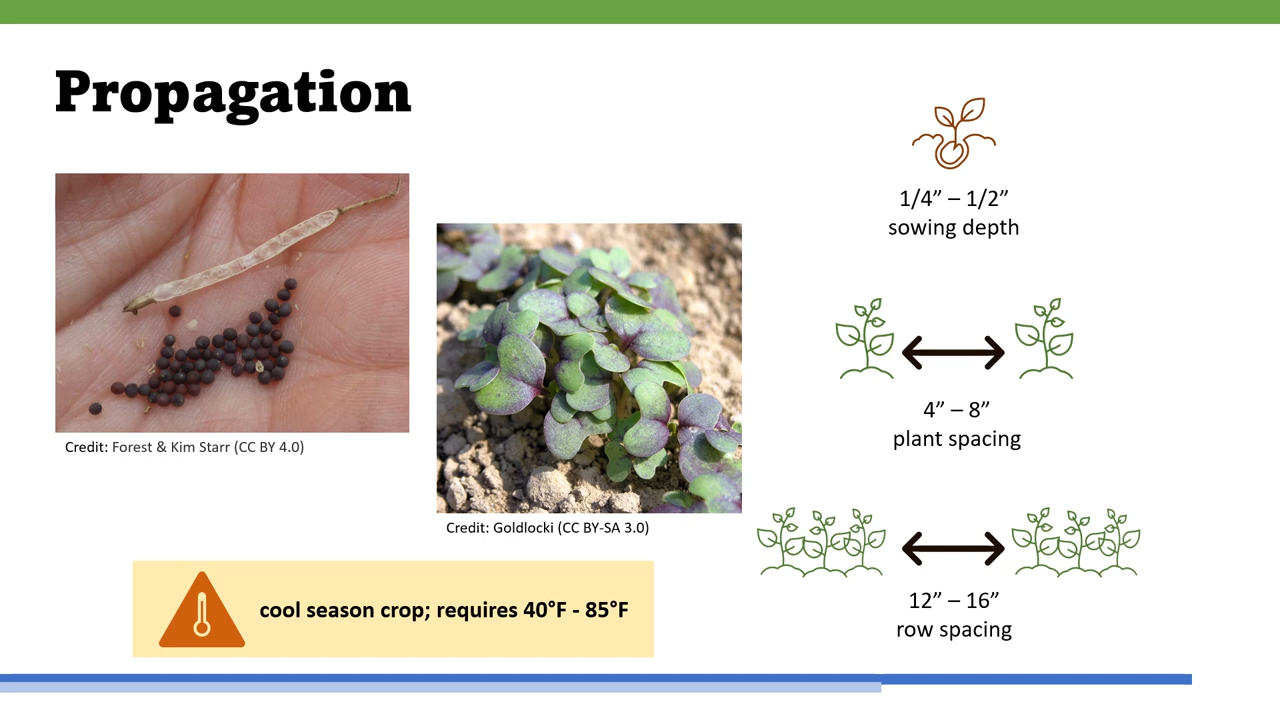 Propagation
Credit: Forest & Kim Starr (CC BY 4.0)
Credit: Goldlocki (CC BY-SA 3.0)
cool season crop; requires 40°F - 85°F
1/4” – 1/2”
sowing depth
4” – 8”
plant spacing
12” – 16”
row spacing